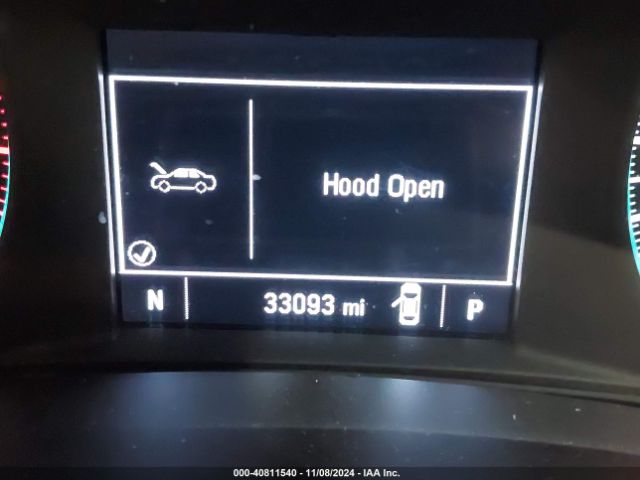 Hood Open
N 33093 mi P
000-40811540 - 11/08/2024 - IAA Inc.